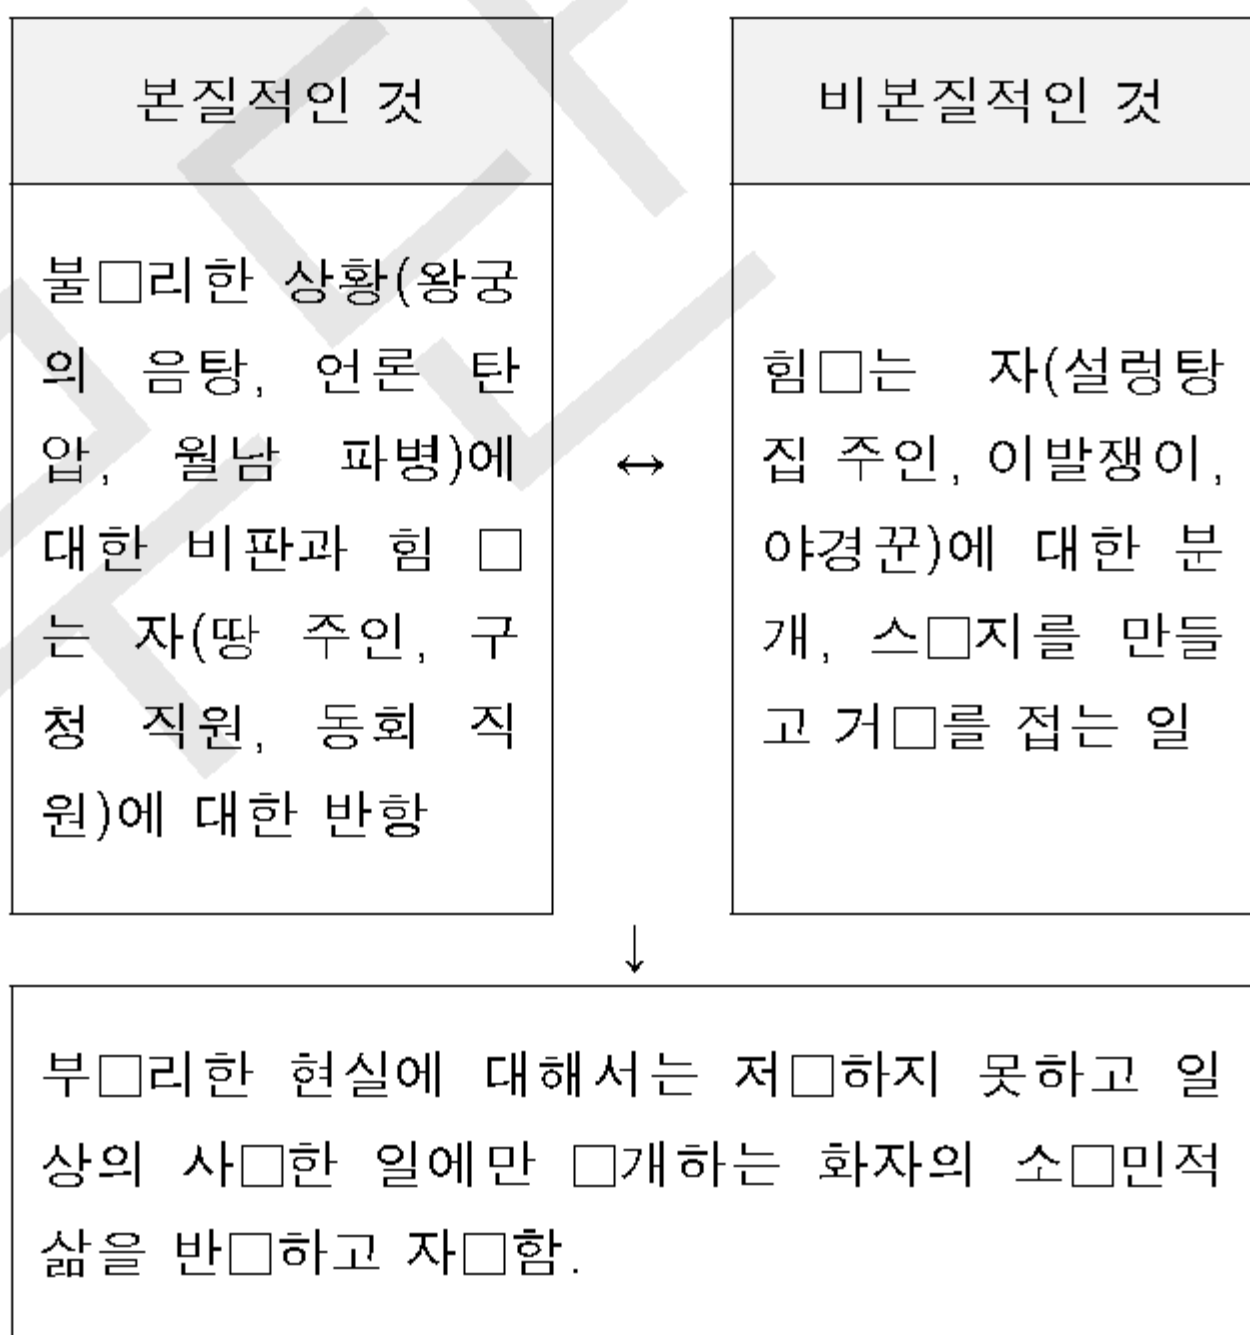 본질적인 것
불□리한 상황(왕궁
의 음탕, 언론 탄
압, 월남 파병)에
대한 비판과 힘 □
는 자(땅 주인, 구
청 직원, 동회 직
원)에 대한 반항
↔
비본질적인 것
힘□는 자(설렁탕
집 주인, 이발쟁이,
야경꾼)에 대한 분
개, 스□지를 만들
고 거□를 접는 일
↓
부□리한 현실에 대해서는 저□하지 못하고 일
상의 사□한 일에만 □개하는 화자의 소□민적
삶을 반□하고 자□함.